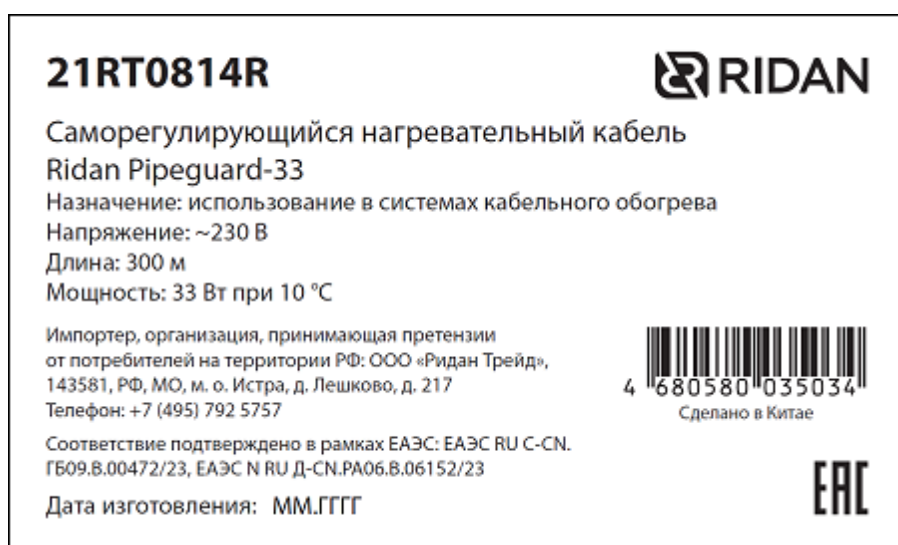 21RT0814R
RIDAN
Саморегулирующийся нагревательный кабель
Ridan Pipeguard-33
Назначение: использование в системах кабельного обогрева
Напряжение: ~230 В
Длина: 300 м
Мощность: 33 Вт при 10 °C
Импортер, организация, принимающая претензии
от потребителей на территории РФ: ООО «Ридан Трейд»,
143581, РФ, МО, м. о. Истра, д. Лешково, д. 217
Телефон: +7 (495) 792 5757
4 680580 035034
Сделано в Китае
Соответствие подтверждено в рамках ЕАЭС: ЕАЭС RU С-CN.
ГБ09.В.00472/23, ЕАЭС N RU Д-CN.РА06.В.06152/23
Дата изготовления: ММ.ГГГГ
EAC